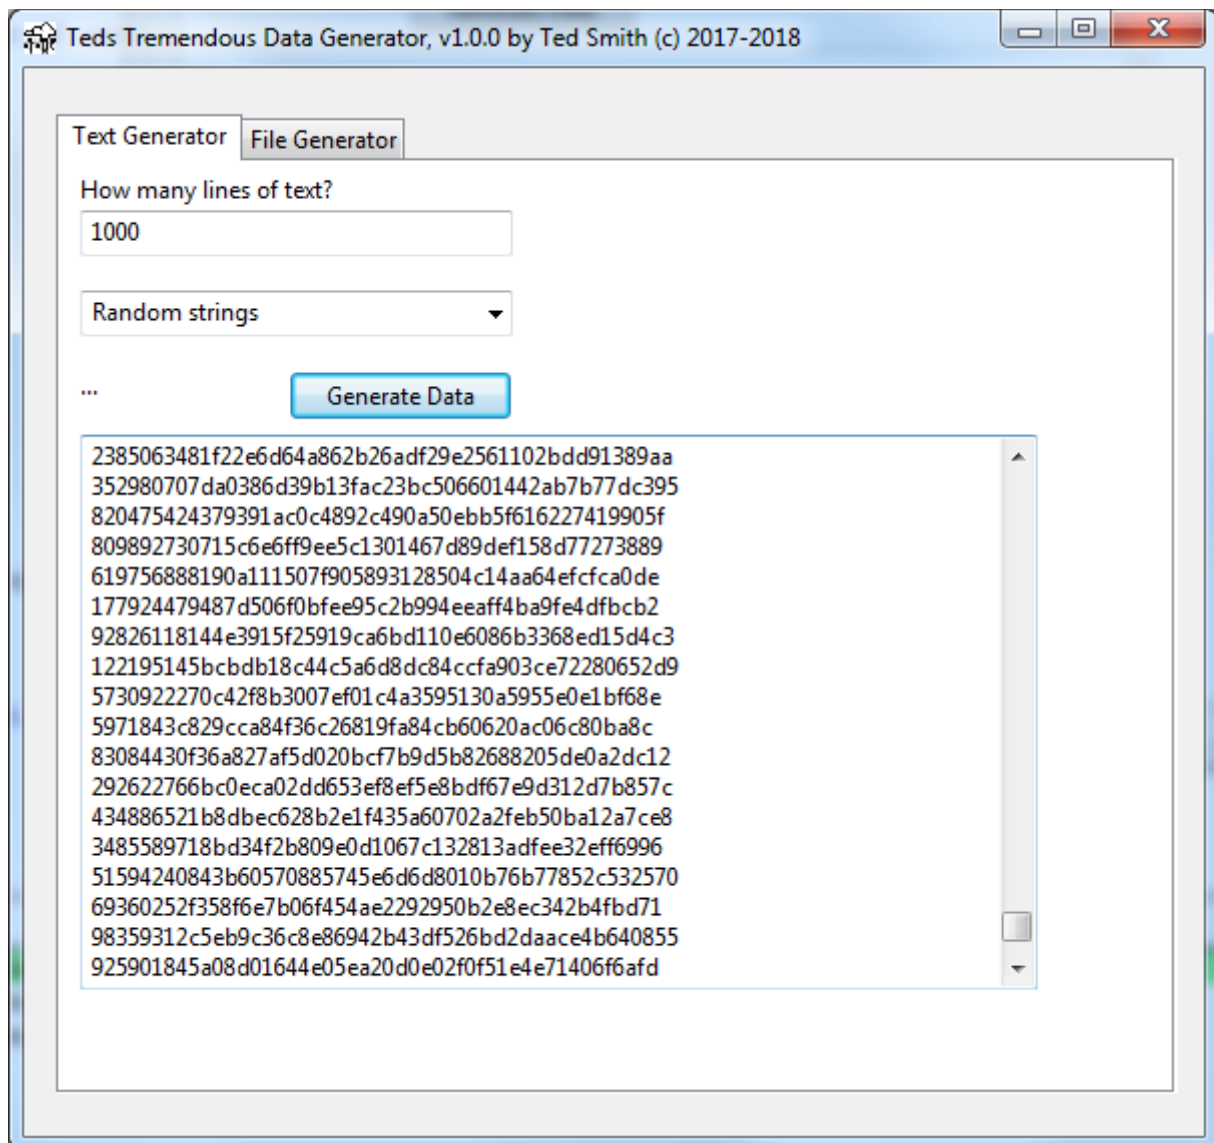 Teds Tremendous Data Generator, v1.0.0 by Ted Smith (c) 2017-2018
Text Generator
File Generator
How many lines of text?
1000
Random strings
...
Generate Data
2385063481f22e6d64a862b26adf29e2561102bdd91389aa
352980707da0386d39b13fac23bc506601442ab7b77dc395
820475424379391ac0c4892c490a50ebb5f616227419905f
809892730715c6e6ff9ee5c1301467d89def158d77273889
619756888190a111507f905893128504c14aa64efcfca0de
177924479487d506f0bfee95c2b994eeaff4ba9fe4dfbcb2
92826118144e3915f25919ca6bd110e6086b3368ed15d4c3
122195145bcbdb18c44c5a6d8dc84ccfa903ce72280652d9
5730922270c42f8b3007ef01c4a3595130a5955e0e1bf68e
5971843c829cca84f36c26819fa84cb60620ac06c80ba8c
83084430f36a827af5d020bcf7b9d5b82688205de0a2dc12
292622766bc0eca02dd653ef8ef5e8bdf67e9d312d7b857c
434886521b8dbec628b2e1f435a60702a2feb50ba12a7ce8
3485589718bd34f2b809e0d1067c132813adfee32eff6996
51594240843b60570885745e6d6d8010b76b77852c532570
69360252f358f6e7b06f454ae2292950b2e8ec342b4fbd71
98359312c5eb9c36c8e86942b43df526bd2daace4b640855
925901845a08d01644e05ea20d0e02f0f51e4e71406f6afd